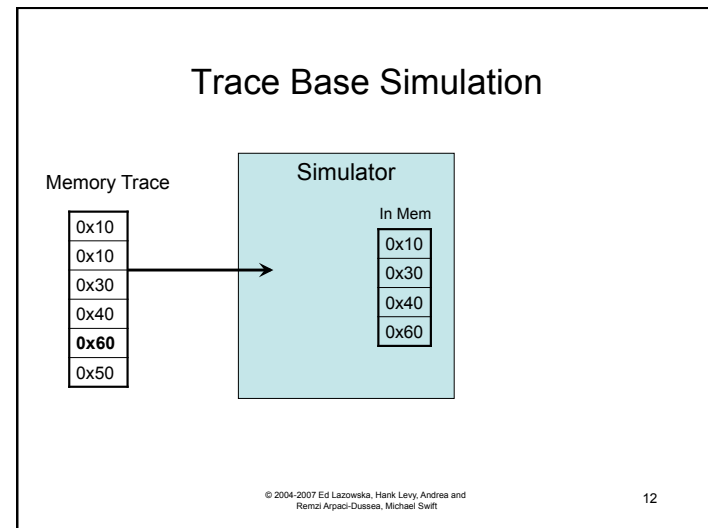 Trace Base Simulation
Memory Trace
0x10
0x10
0x30
0x40
0x60
0x50
Simulator
In Mem
0x10
0x30
0x40
0x60
© 2004-2007 Ed Lazowska, Hank Levy, Andrea and
Remzi Arpaci-Dussea, Michael Swift
12